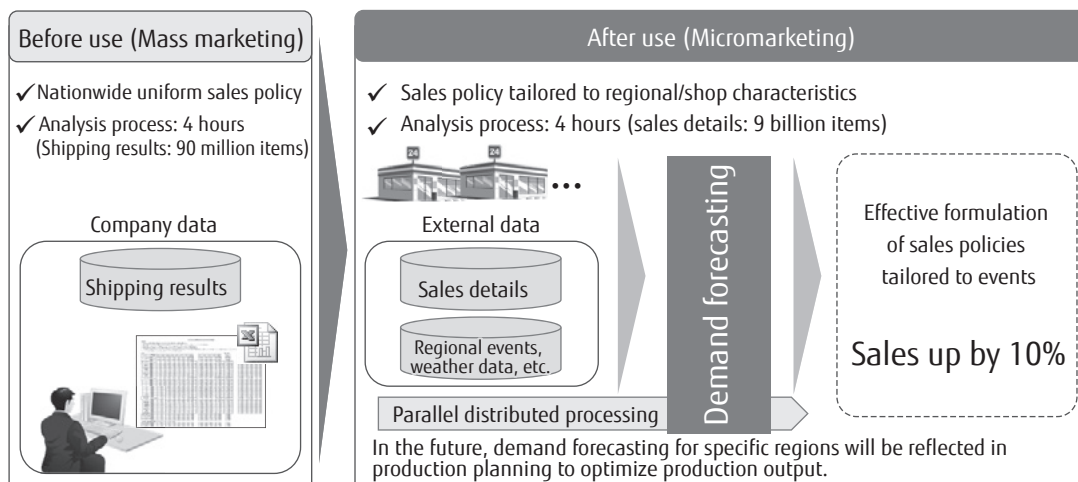 Before use (Mass marketing)
✓ Nationwide uniform sales policy
✓ Analysis process: 4 hours
(Shipping results: 90 million items)
Company data
Shipping results
After use (Micromarketing)
✓ Sales policy tailored to regional/shop characteristics
✓ Analysis process: 4 hours (sales details: 9 billion items)
24
24
...
External data
Sales details
Regional events,
weather data, etc.
Parallel distributed processing
Demand forecasting
Effective formulation
of sales policies
tailored to events
Sales up by 10%
In the future, demand forecasting for specific regions will be reflected in
production planning to optimize production output.